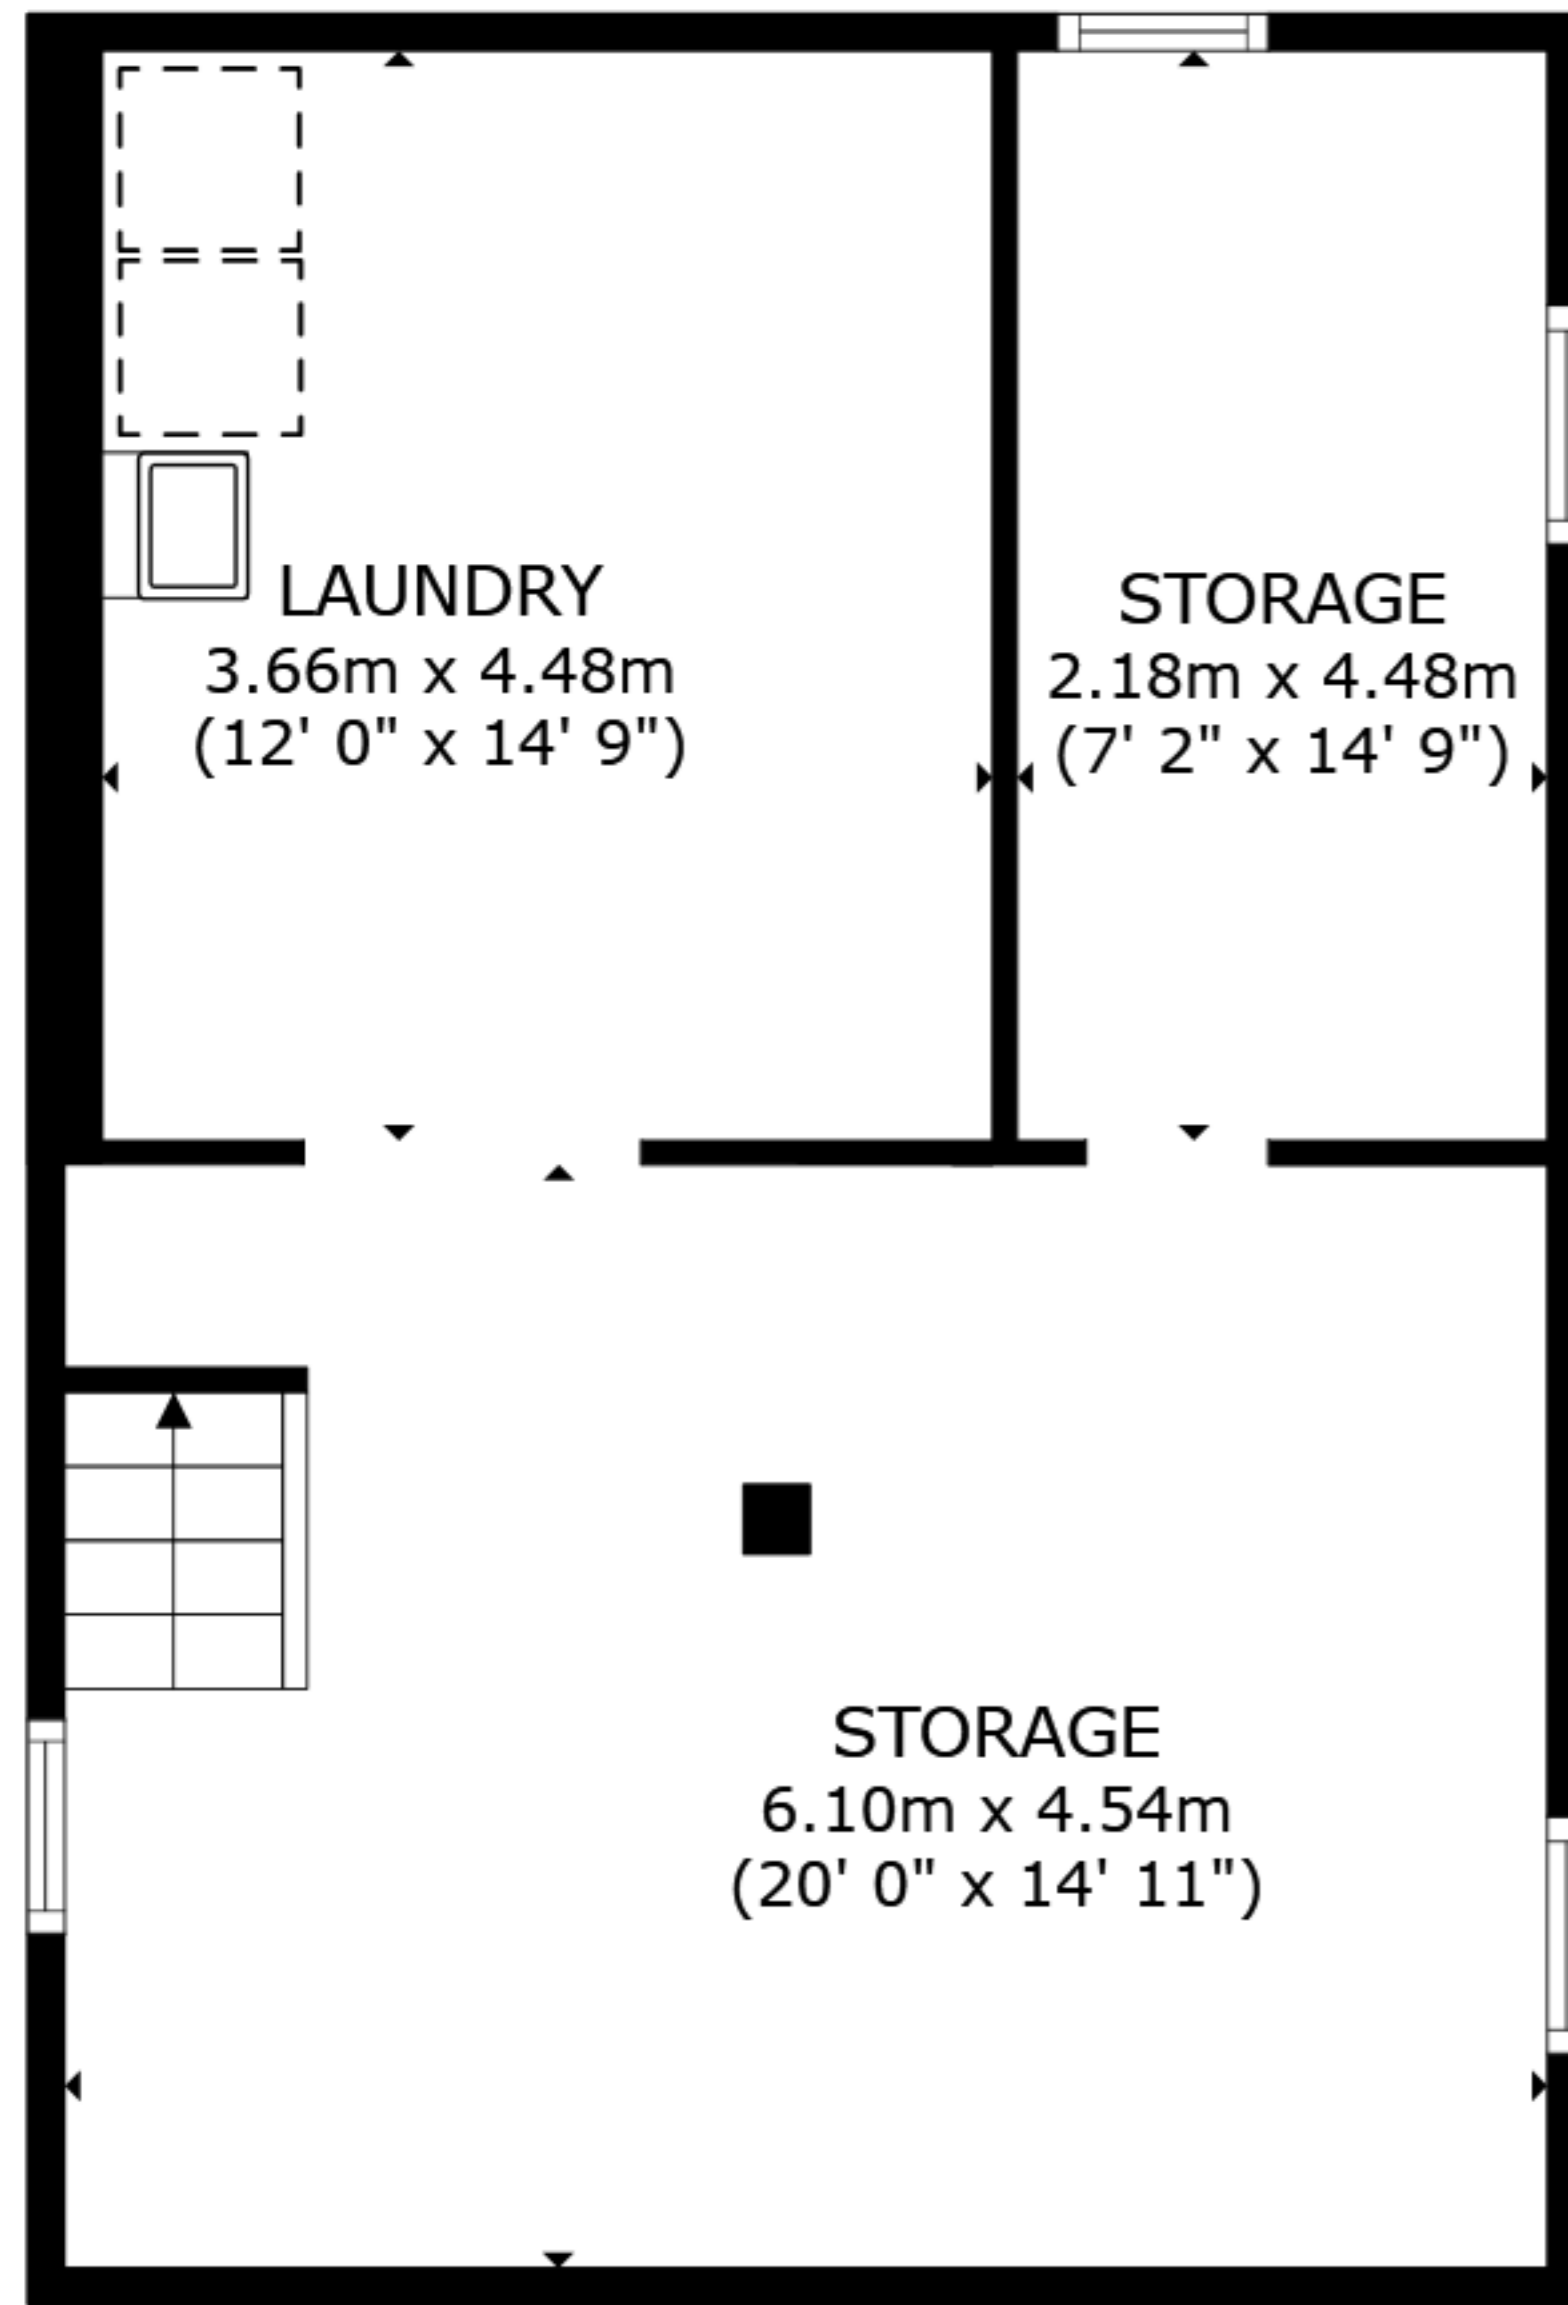 LAUNDRY
3.66m x 4.48m
(12' 0" x 14' 9")
STORAGE
2.18m x 4.48m
(7' 2" x 14' 9")
STORAGE
6.10m x 4.54m
(20' 0" x 14' 11")